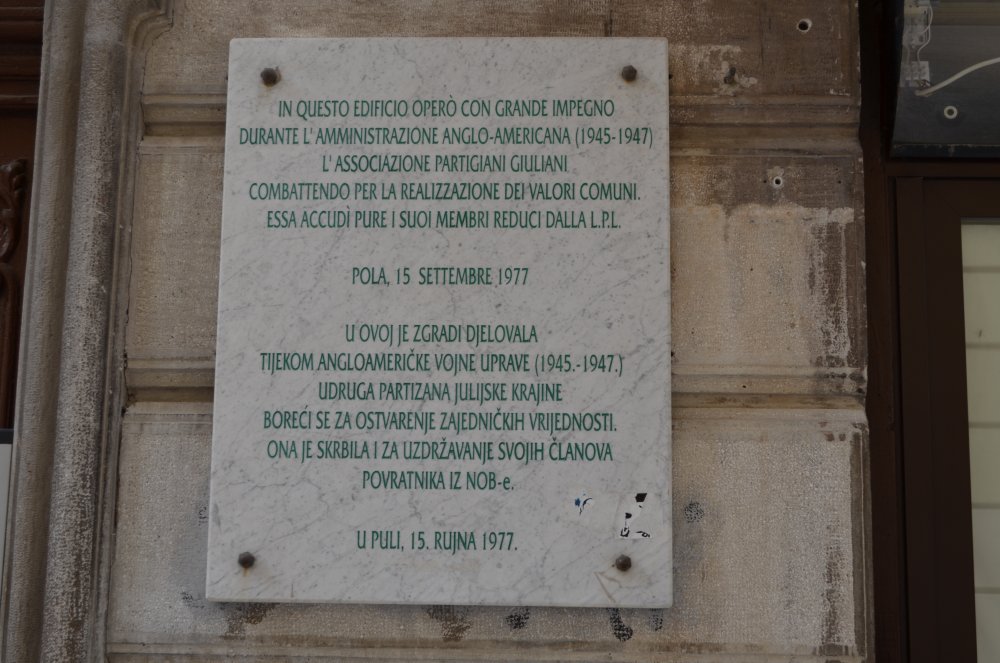 IN QUESTO EDIFICIO OPERÒ CON GRANDE IMPEGNO
DURANTE L' AMMINISTRAZIONE ANGLO-AMERICANA (1945-1947)
L' ASSOCIAZIONE PARTIGIANI GIULIANI
COMBATTENDO PER LA REALIZZAZIONE DEI VALORI COMUNI.
ESSA ACCUDÌ PURE I SUOI MEMBRI REDUCI DALLA L.P.L.
POLA, 15 SETTEMBRE 1977
U OVOJ JE ZGRADI DJELOVALA
TIJEKOM ANGLOAMERIČKE VOJNE UPRAVE (1945.-1947.)
UDRUGA PARTIZANA JULIJSKE KRAJINE
BOREĆI SE ZA OSTVARENJE ZAJEDNIČKIH VRIJEDNOSTI.
ONA JE SKRBILA I ZA UZDRŽAVANJE SVOJIH ČLANOVA
POVRATNIKA IZ NOB-e.
U PULI, 15. RUJNA 1977.